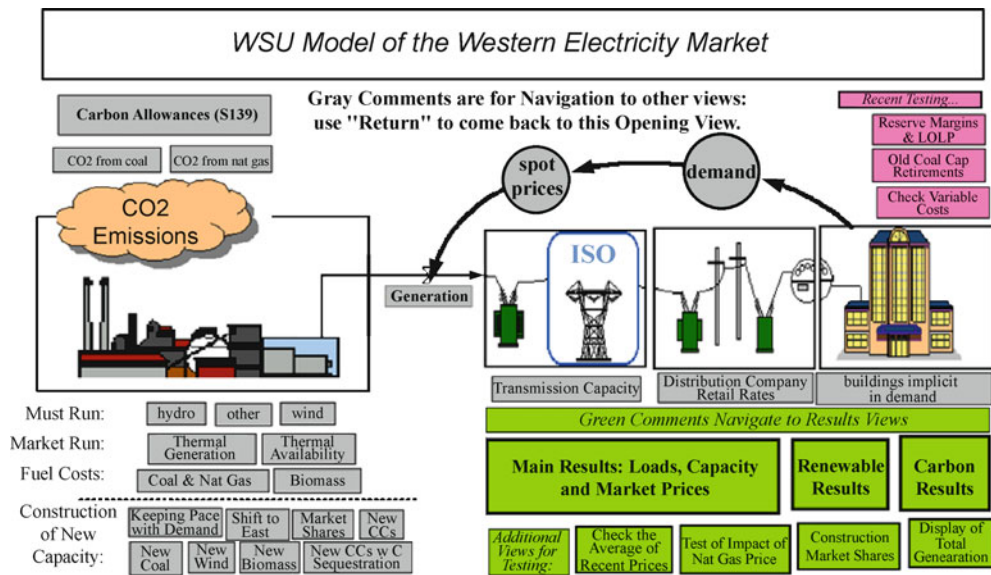 WSU Model of the Western Electricity Market
Gray Comments are for Navigation to other views:
use "Return" to come back to this Opening View.
Carbon Allowances (S139)
CO2 from coal
CO2 from nat gas
CO2
Emissions
Recent Testing...
Reserve Margins
& LOLP
Old Coal Cap
Retirements
Check Variable
Costs
spot
prices
demand
Generation
ISO
Transmission Capacity
Distribution Company
Retail Rates
buildings implicit
in demand
Must Run:
hydro
other
wind
Market Run:
Thermal
Generation
Thermal
Availability
Fuel Costs:
Coal & Nat Gas
Biomass
Construction
of New
Capacity:
Keeping Pace
with Demand
Shift to
East
Market
Shares
New
CCs
New
Coal
New
Wind
New
Biomass
New CCs w C
Sequestration
Green Comments Navigate to Results Views
Main Results: Loads, Capacity
and Market Prices
Renewable
Results
Carbon
Results
Additional
Views for
Testing:
Check the
Average of
Recent Prices
Test of Impact of
Nat Gas Price
Construction
Market Shares
Display of
Total
Genearation